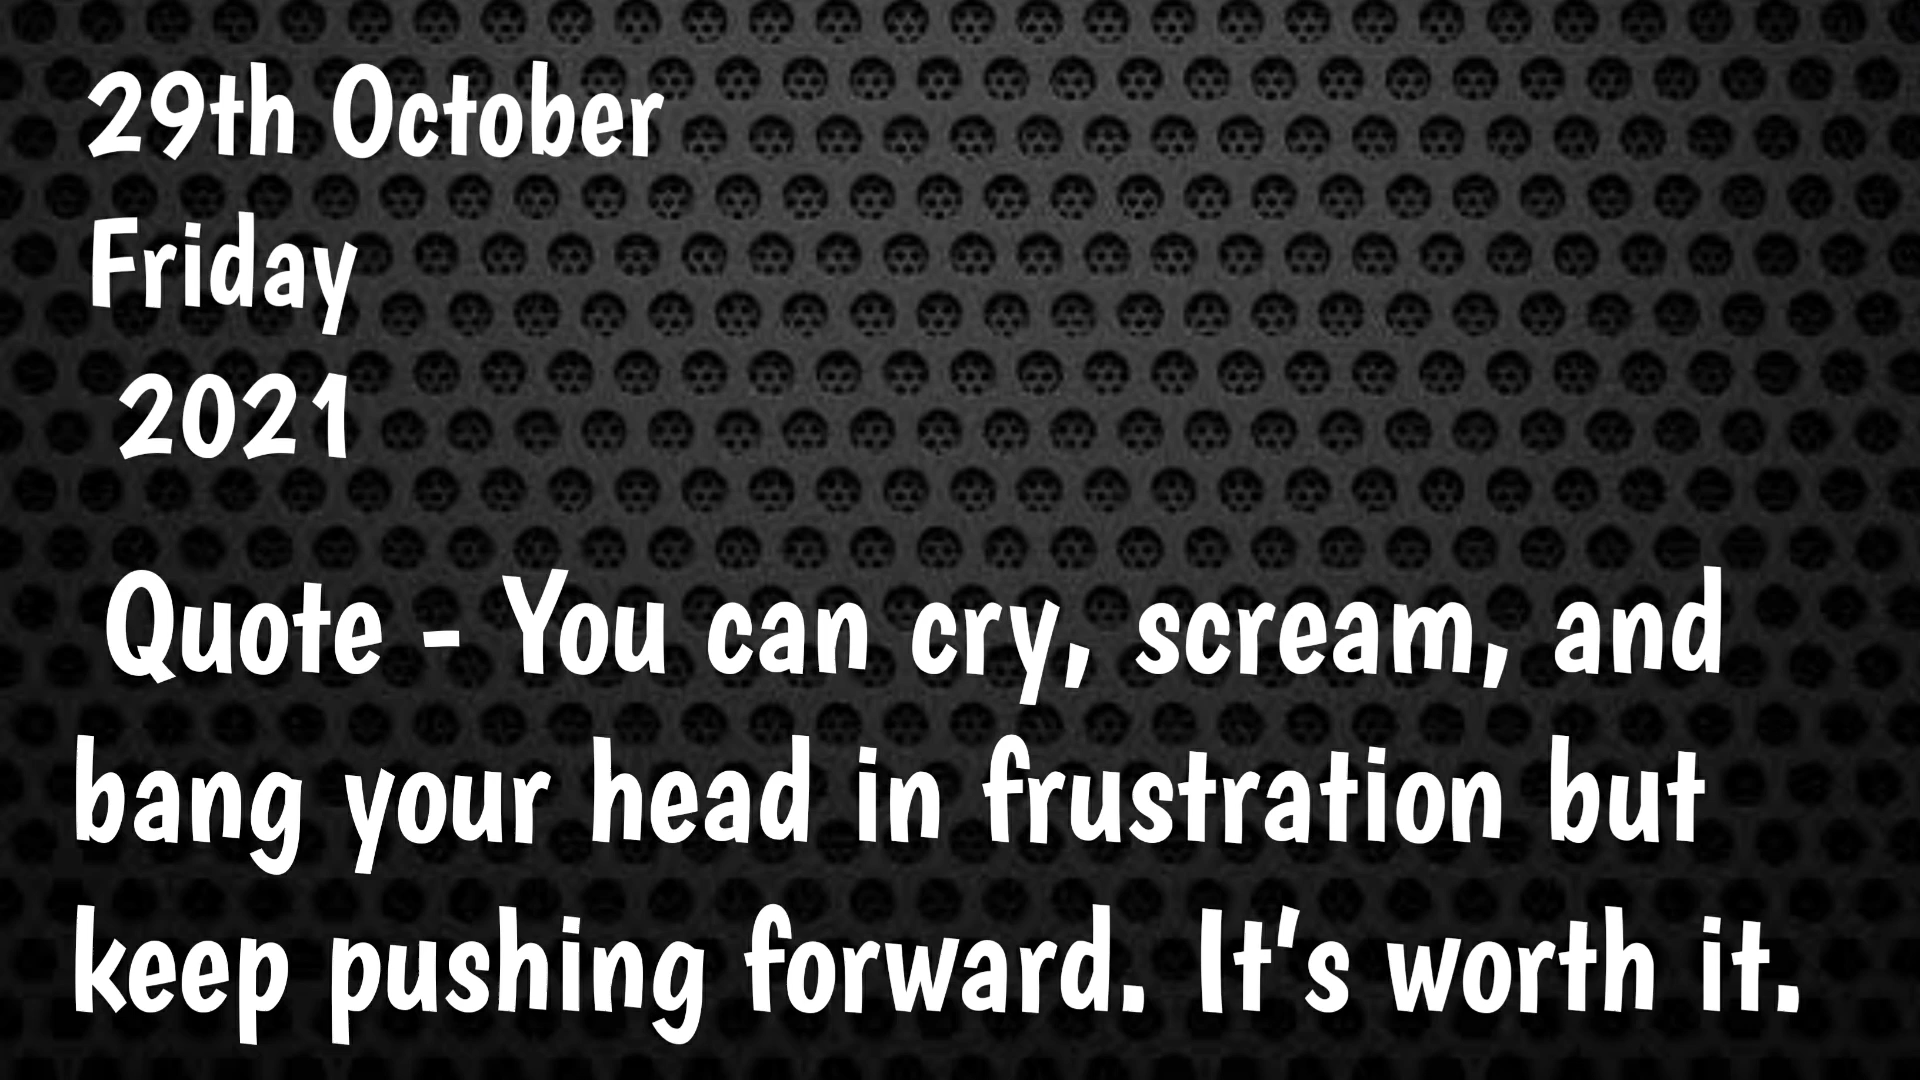 29th October
Friday
2021
Quote - You can cry, scream, and
bang your head in frustration but
keep pushing forward. It's worth it.